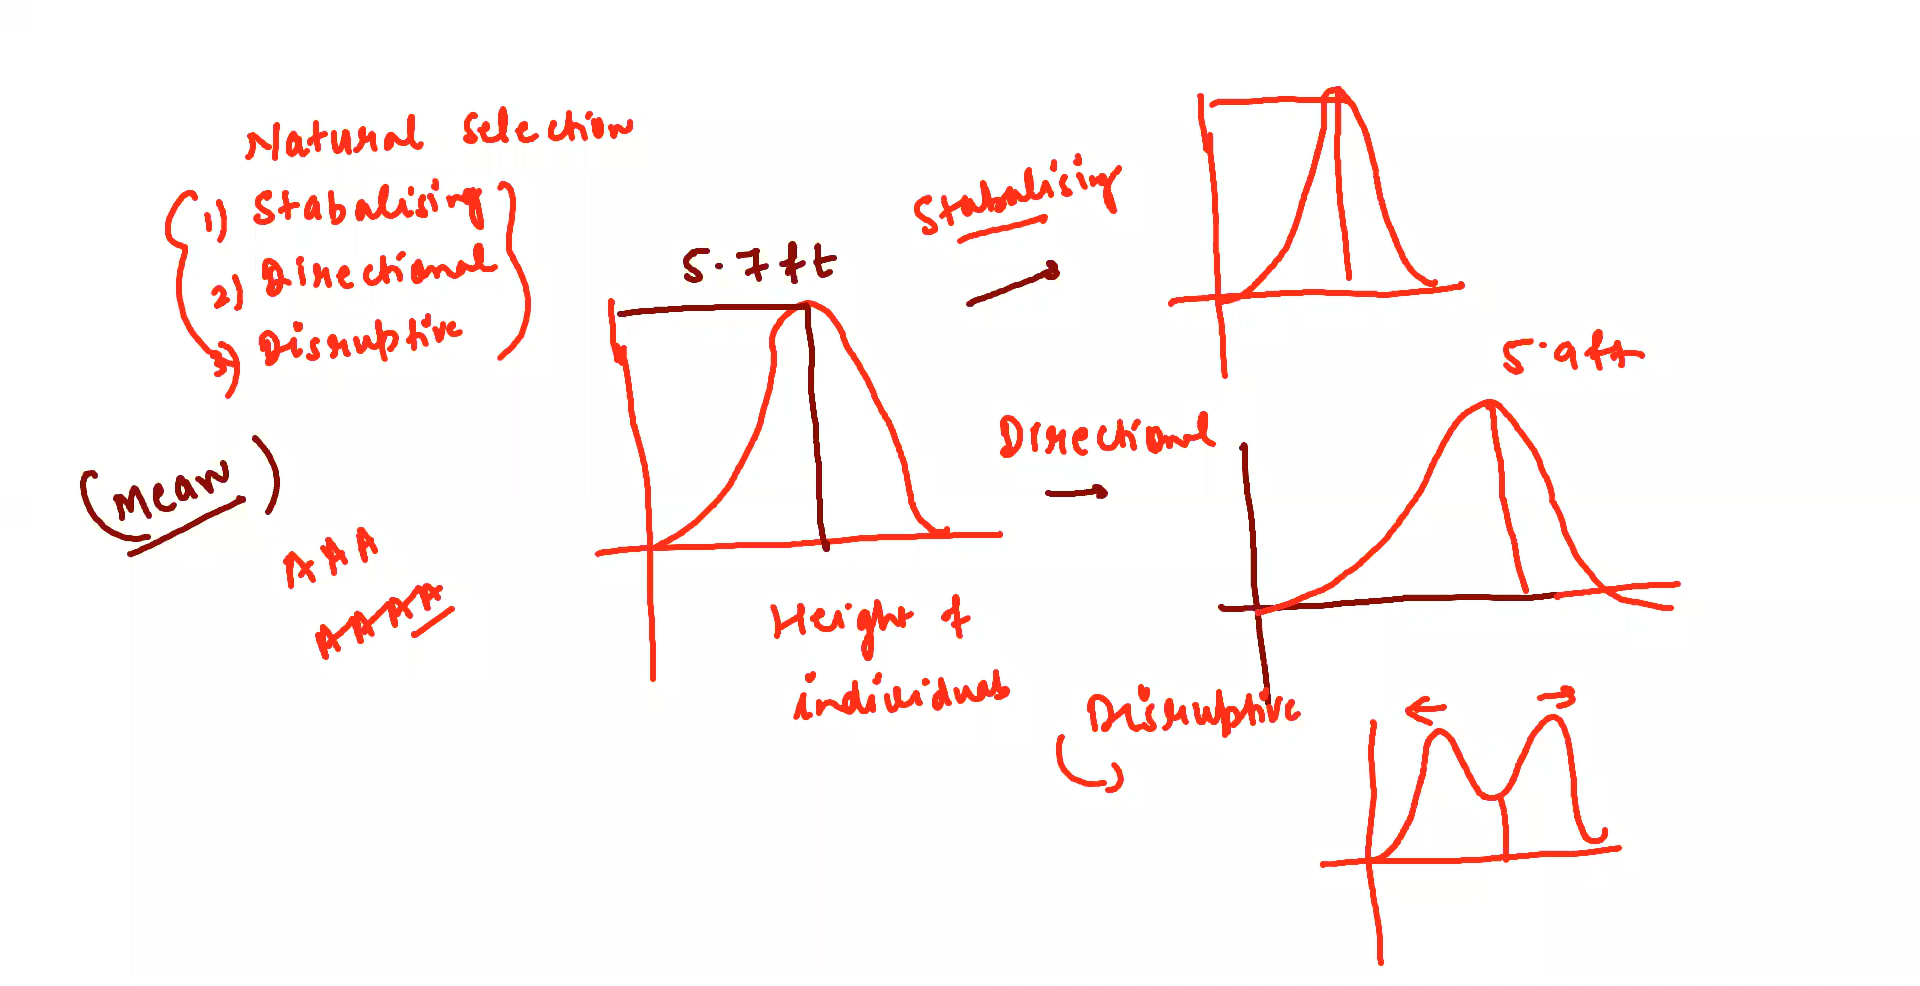 Natural selection
1) Stabalising
2) Directional
3) Disruptive
(Mean)
AAA
AAAA
5.7 ft
Height of
individual
Stabalising
Directional
5.9 ft
Disruptive